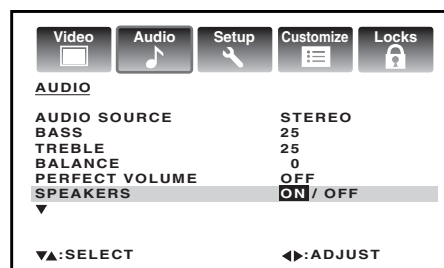 Video Audio Setup Customize Locks
AUDIO
AUDIO SOURCE STEREO
BASS 25
TREBLE 25
BALANCE 0
PERFECT VOLUME OFF
SPEAKERS ON / OFF
▼
▼▲:SELECT ◀▶:ADJUST